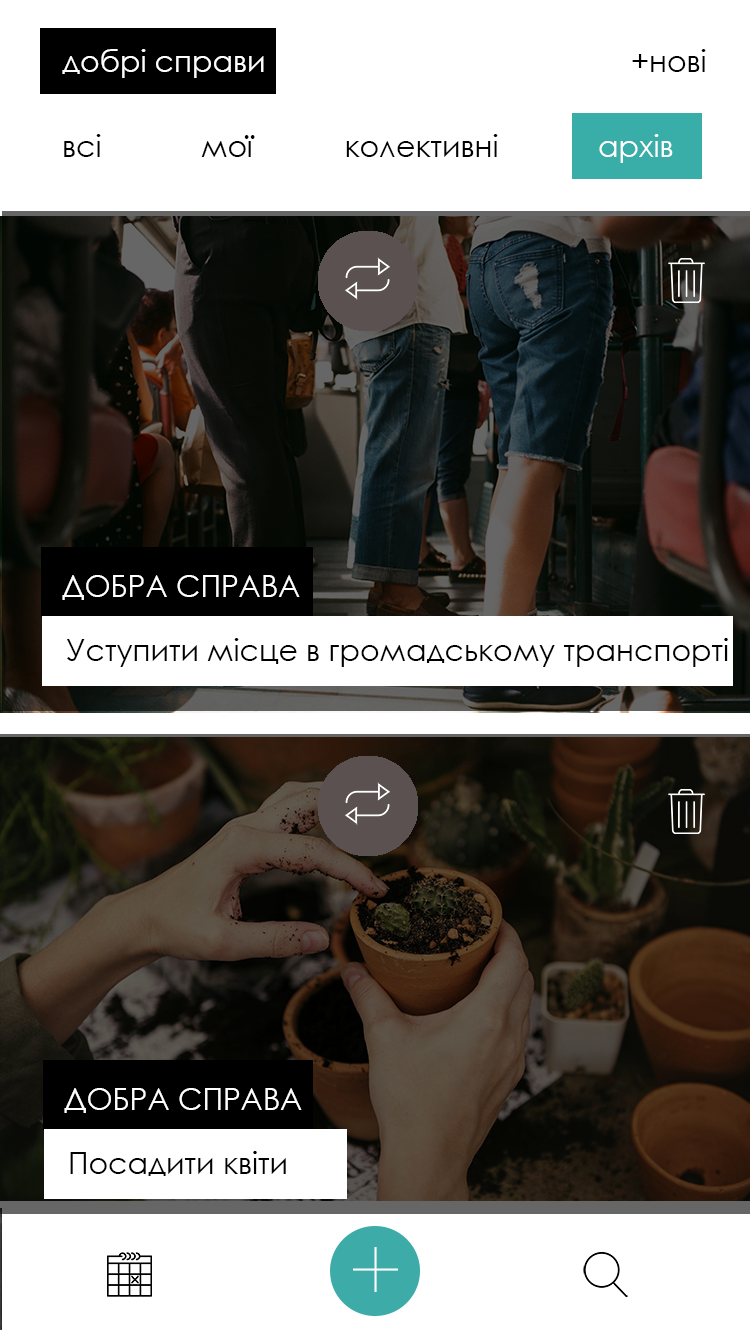 добрі справи
+нові
всі мої колективні архів
ДОБРА СПРАВА
Уступити місце в громадському транспорті
ДОБРА СПРАВА
Посадити квіти